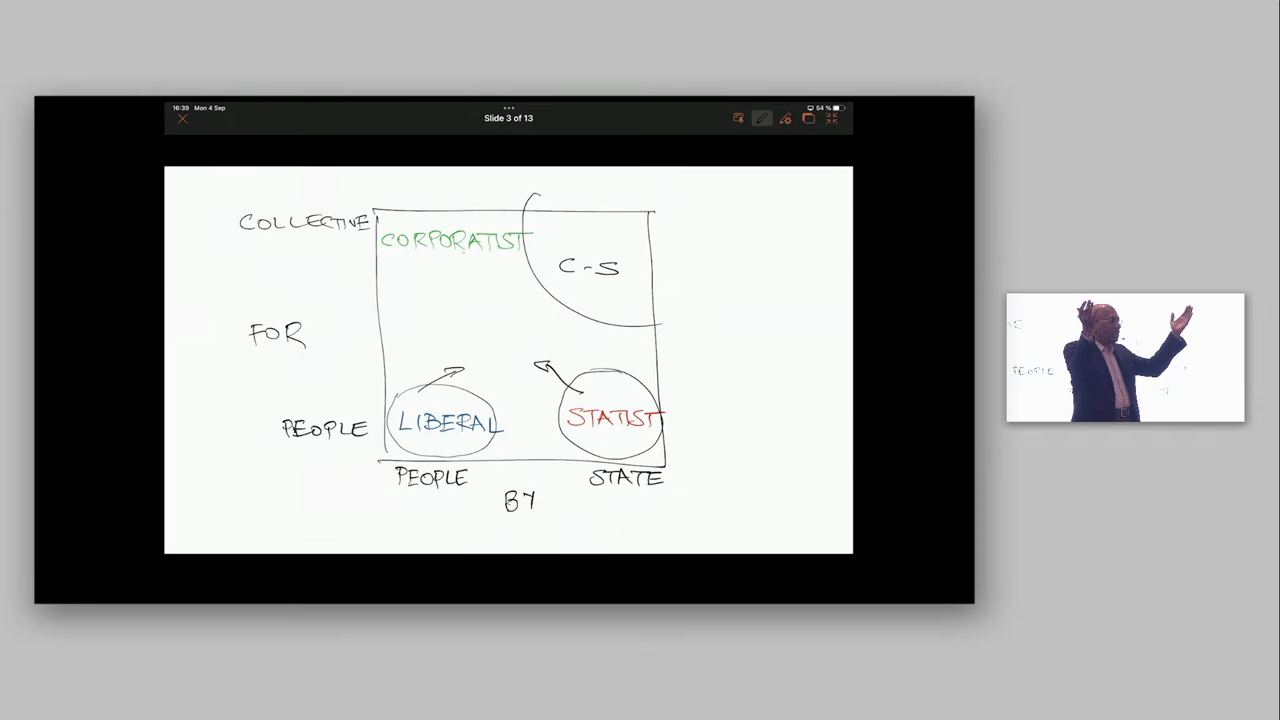 16:39 Mon 4 Sep
54 %
Slide 3 of 13
COLLECTIVE
CORPORATIST
C-S
FOR
PEOPLE
LIBERAL
STATIST
PEOPLE
STATE
BY
PEOPLE